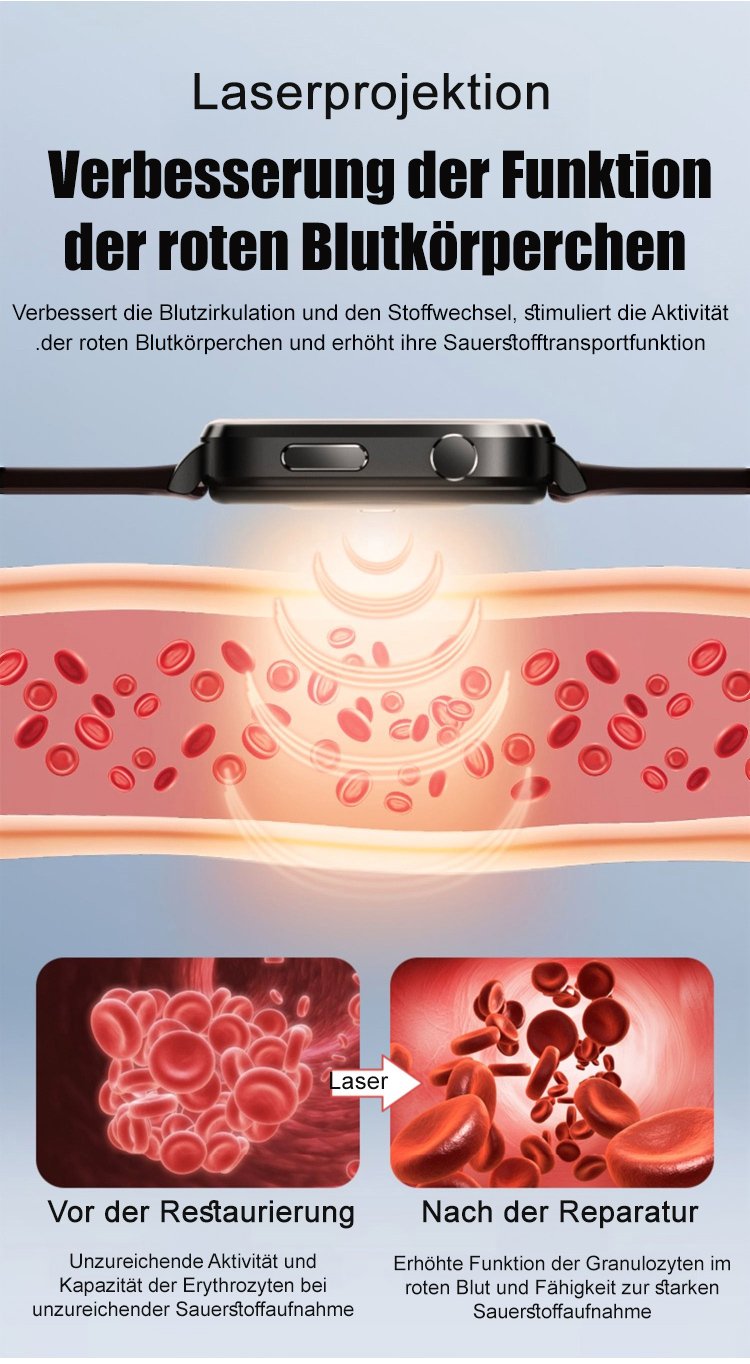 Laserprojektion
Verbesserung der Funktion
der roten Blutkörperchen
Verbessert die Blutzirkulation und den Stoffwechsel, stimuliert die Aktivität
.der roten Blutkörperchen und erhöht ihre Sauerstofftransportfunktion
Laser
Vor der Restaurierung
Unzureichende Aktivität und
Kapazität der Erythrozyten bei
unzureichender Sauerstoffaufnahme
Nach der Reparatur
Erhöhte Funktion der Granulozyten im
roten Blut und Fähigkeit zur starken
Sauerstoffaufnahme